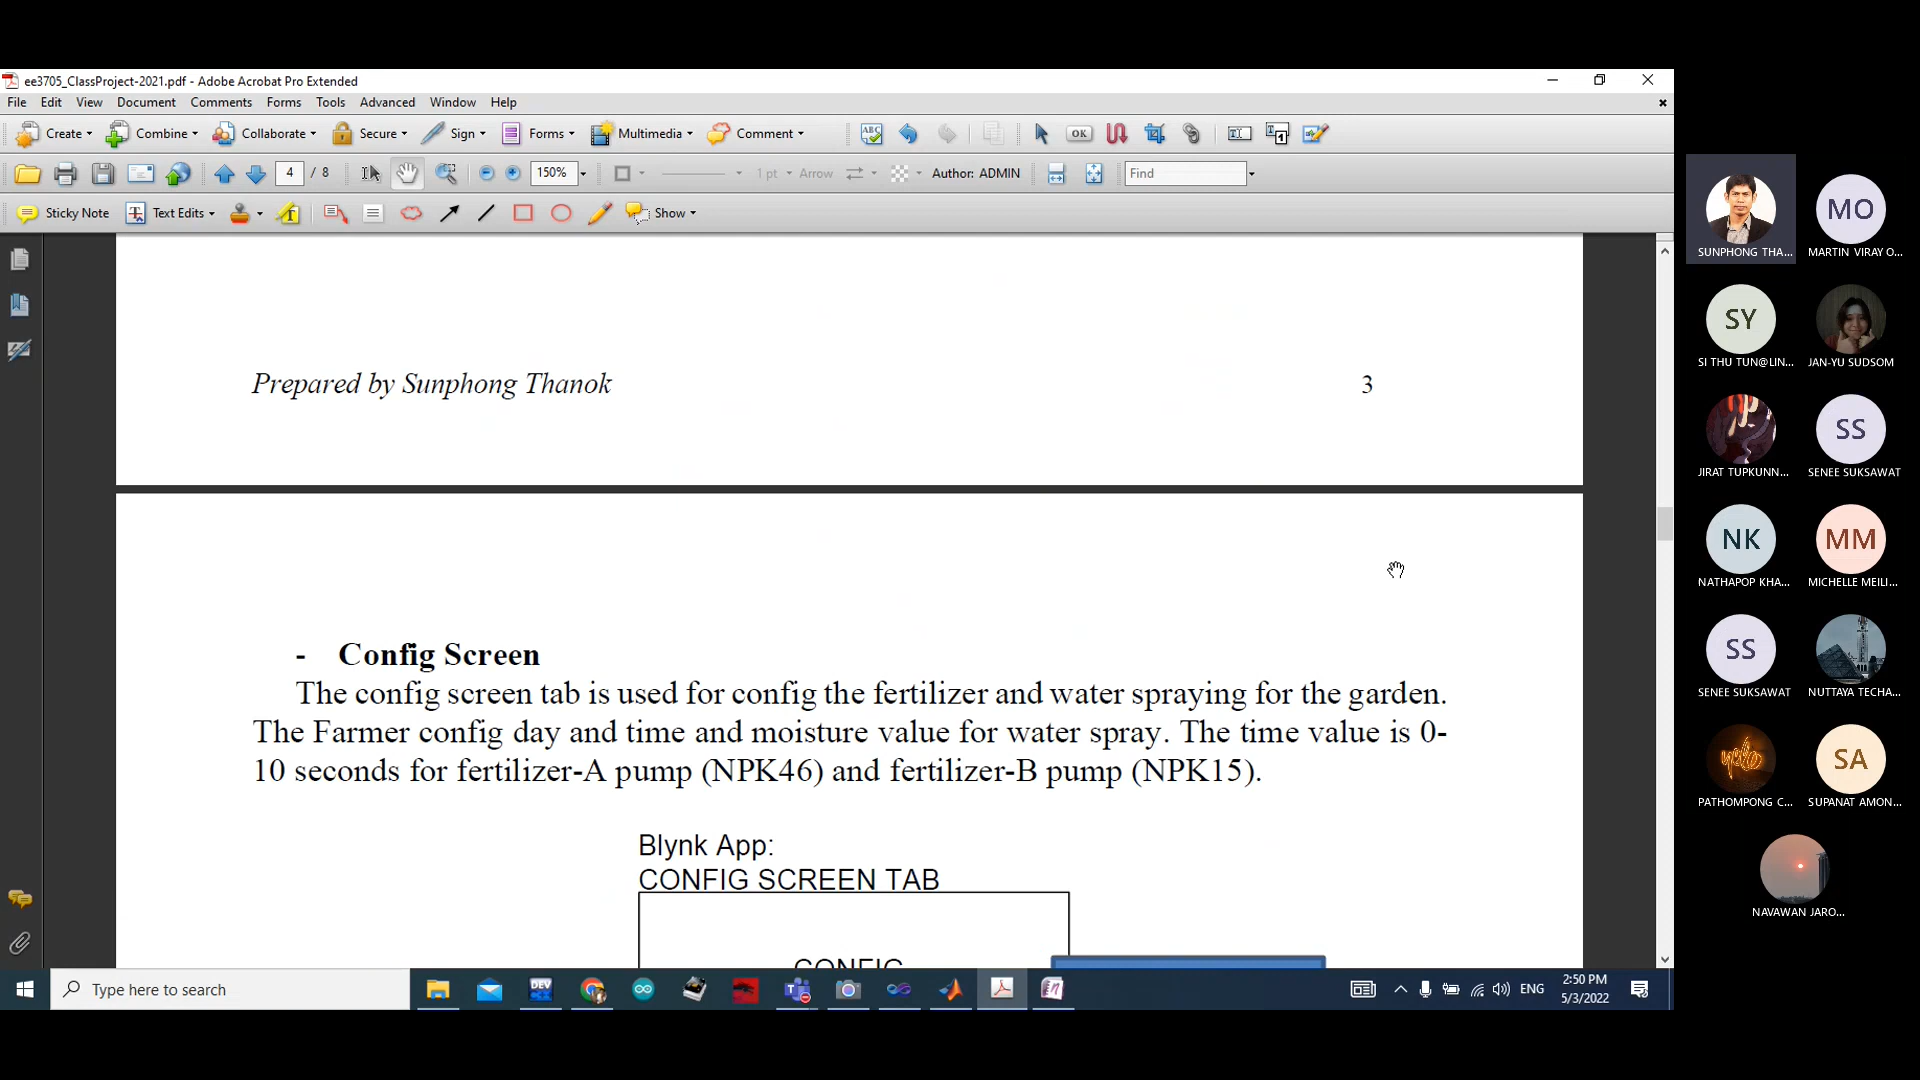 ee3705_ClassProject-2021.pdf - Adobe Acrobat Pro Extended
File Edit View Document Comments Forms Tools Advanced Window Help
Create Combine Collaborate Secure Sign Forms Multimedia Comment
4 / 8 150% 1 pt Arrow Author: ADMIN Find
Sticky Note Text Edits Show
Prepared by Sunphong Thanok 3
- Config Screen
The config screen tab is used for config the fertilizer and water spraying for the garden.
The Farmer config day and time and moisture value for water spray. The time value is 0-
10 seconds for fertilizer-A pump (NPK46) and fertilizer-B pump (NPK15).
Blynk App:
CONFIG SCREEN TAB
CONFIG
Type here to search
DEV
ENG
2:50 PM
5/3/2022
SUNPHONG THA...
MO
MARTIN VIRAY O...
SY
SI THU TUN@LIN...
JAN-YU SUDSOM
JIRAT TUPKUNN...
SS
SENEE SUKSAWAT
NK
NATHAPOP KHA...
MM
MICHELLE MEILI...
SS
SENEE SUKSAWAT
NUTTAYA TECHA...
PATHOMPONG C...
SA
SUPANAT AMON...
NAVAWAN JARO...